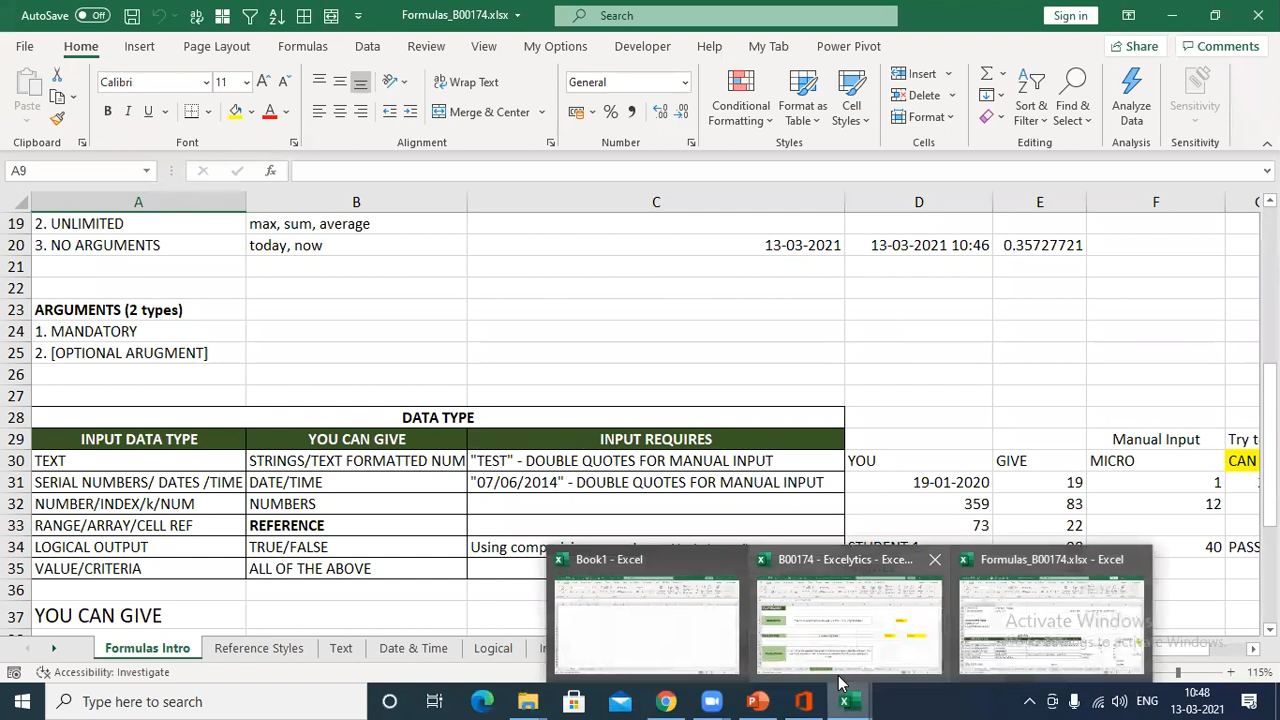 AutoSave Off
Formulas_B00174.xlsx
Search
Sign in
File Home Insert Page Layout Formulas Data Review View My Options Developer Help My Tab Power Pivot
Share Comments
Paste
Calibri 11
B I U
Wrap Text
Merge & Center
General
Conditional Formatting
Format as Table
Cell Styles
Insert
Delete
Format
Sort & Filter
Find & Select
Analyze Data
Sensitivity
Clipboard Font Alignment Number Styles Cells Editing Analysis Sensitivity
A9 fx
A B C D E F
19 2. UNLIMITED max, sum, average
20 3. NO ARGUMENTS today, now 13-03-2021 13-03-2021 10:46 0.35727721
21
22
23 ARGUMENTS (2 types)
24 1. MANDATORY
25 2. [OPTIONAL ARUGMENT]
26
27
28 DATA TYPE
29 INPUT DATA TYPE YOU CAN GIVE INPUT REQUIRES Manual Input Try t
30 TEXT STRINGS/TEXT FORMATTED NUM "TEST" - DOUBLE QUOTES FOR MANUAL INPUT YOU GIVE MICRO CAN
31 SERIAL NUMBERS/ DATES /TIME DATE/TIME "07/06/2014" - DOUBLE QUOTES FOR MANUAL INPUT 19-01-2020 19 1
32 NUMBER/INDEX/k/NUM NUMBERS 359 83 12
33 RANGE/ARRAY/CELL REF REFERENCE 73 22
34 LOGICAL OUTPUT TRUE/FALSE Using comp 40 PASS
35 VALUE/CRITERIA ALL OF THE ABOVE
36
37 YOU CAN GIVE
Book1 - Excel
B00174 - Excelytics - Exce...
Formulas_B00174.xlsx - Excel
Activate Windows
Formulas Intro Reference Styles Text Date & Time Logical
Accessibility: Investigate
115%
Type here to search
ENG
10:48
13-03-2021